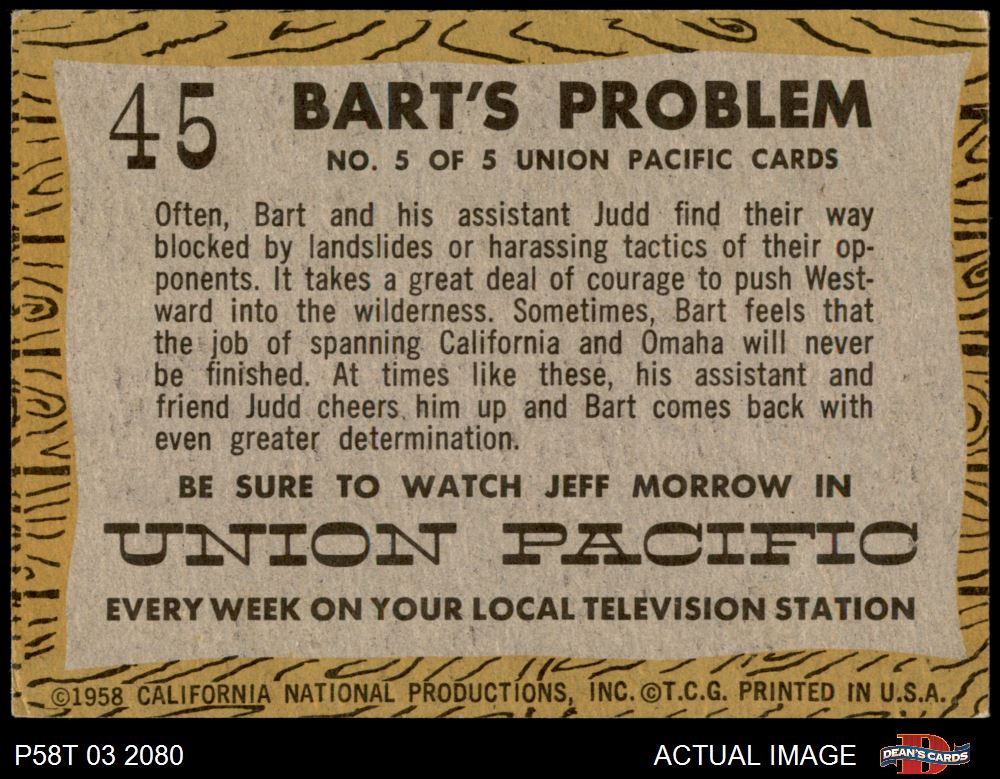 45
BART'S PROBLEM
NO. 5 OF 5 UNION PACIFIC CARDS
Often, Bart and his assistant Judd find their way
blocked by landslides or harassing tactics of their op-
ponents. It takes a great deal of courage to push West-
ward into the wilderness. Sometimes, Bart feels that
the job of spanning California and Omaha will never
be finished. At times like these, his assistant and
friend Judd cheers him up and Bart comes back with
even greater determination.
BE SURE TO WATCH JEFF MORROW IN
UNION PACIFIC
EVERY WEEK ON YOUR LOCAL TELEVISION STATION
©1958 CALIFORNIA NATIONAL PRODUCTIONS, INC. ©T.C.G. PRINTED IN U.S.A.
P58T 03 2080
ACTUAL IMAGE
DEAN'S CARDS